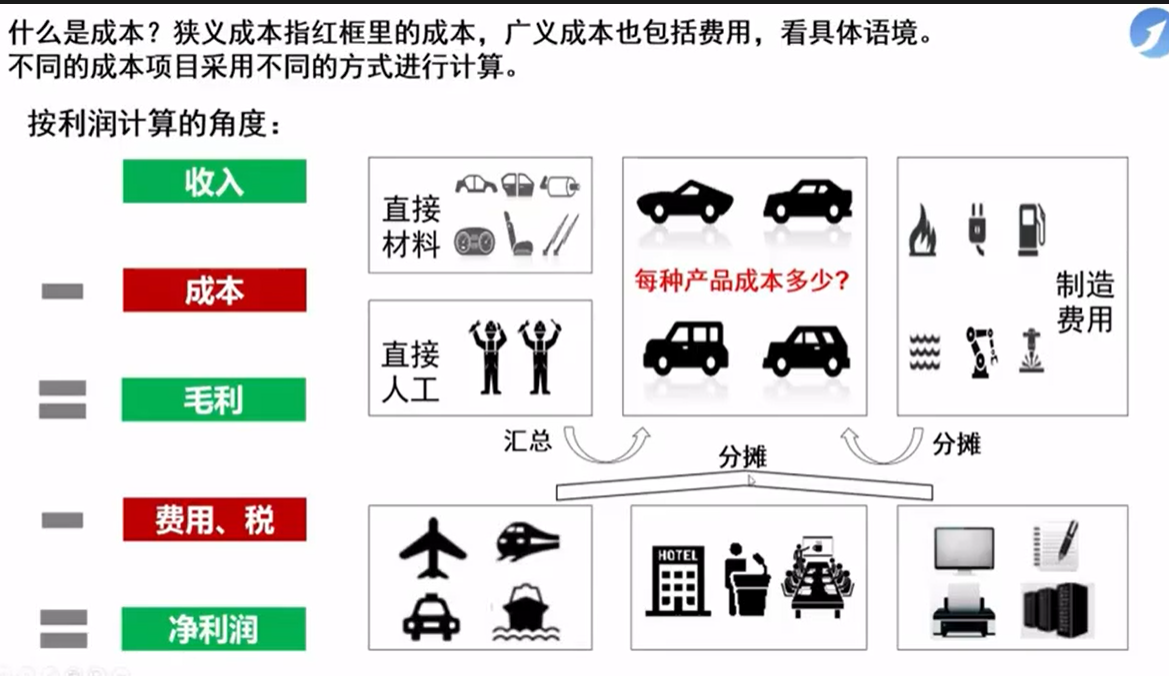 什么是成本？狭义成本指红框里的成本，广义成本也包括费用，看具体语境。
不同的成本项目采用不同的方式进行计算。
按利润计算的角度：
收入
成本
毛利
费用、税
净利润
直接
材料
直接
人工
每种产品成本多少？
制造
费用
汇总
分摊
分摊
HOTEL